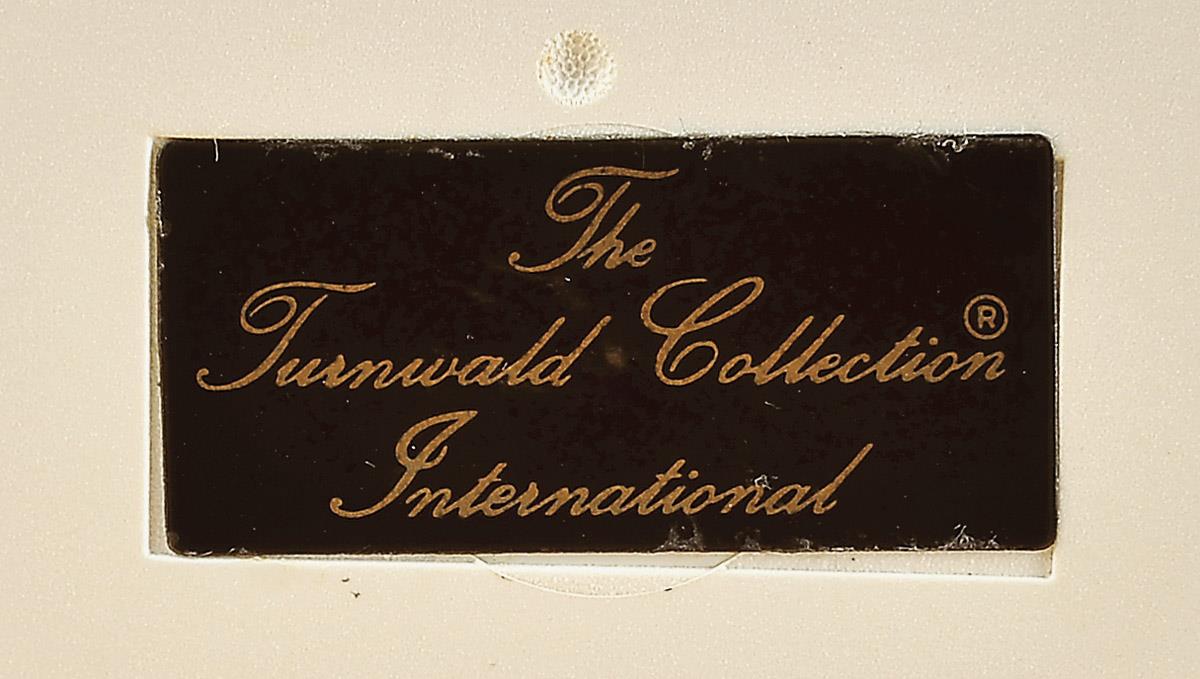 The
Turnwald Collection®
International